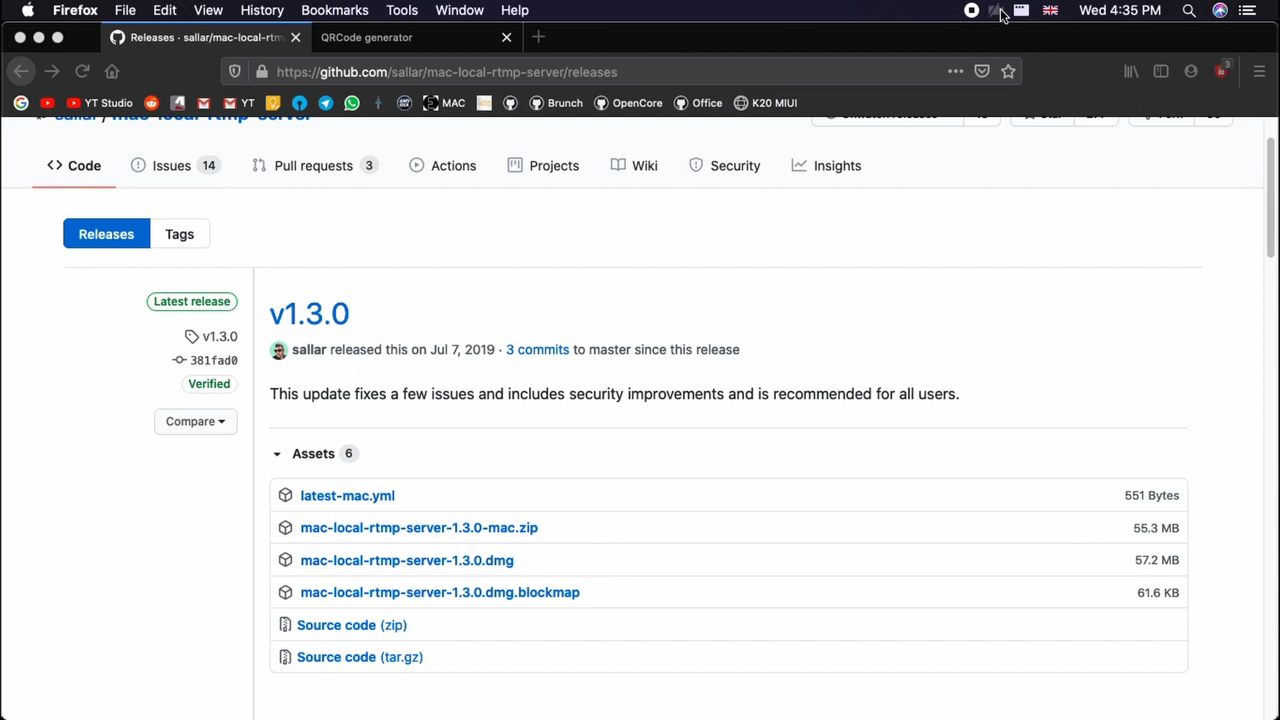 Firefox File Edit View History Bookmarks Tools Window Help Wed 4:35 PM
Releases · sallar/mac-local-rtm QRCode generator
https://github.com/sallar/mac-local-rtmp-server/releases 3
YT Studio YT MAC Brunch OpenCore Office K20 MIUI
sallar / mac-local-rtmp-server
Code Issues 14 Pull requests 3 Actions Projects Wiki Security Insights
Releases Tags
Latest release
v1.3.0
381fad0
Verified
Compare
v1.3.0
sallar released this on Jul 7, 2019 · 3 commits to master since this release
This update fixes a few issues and includes security improvements and is recommended for all users.
Assets 6
latest-mac.yml 551 Bytes
mac-local-rtmp-server-1.3.0-mac.zip 55.3 MB
mac-local-rtmp-server-1.3.0.dmg 57.2 MB
mac-local-rtmp-server-1.3.0.dmg.blockmap 61.6 KB
Source code (zip)
Source code (tar.gz)